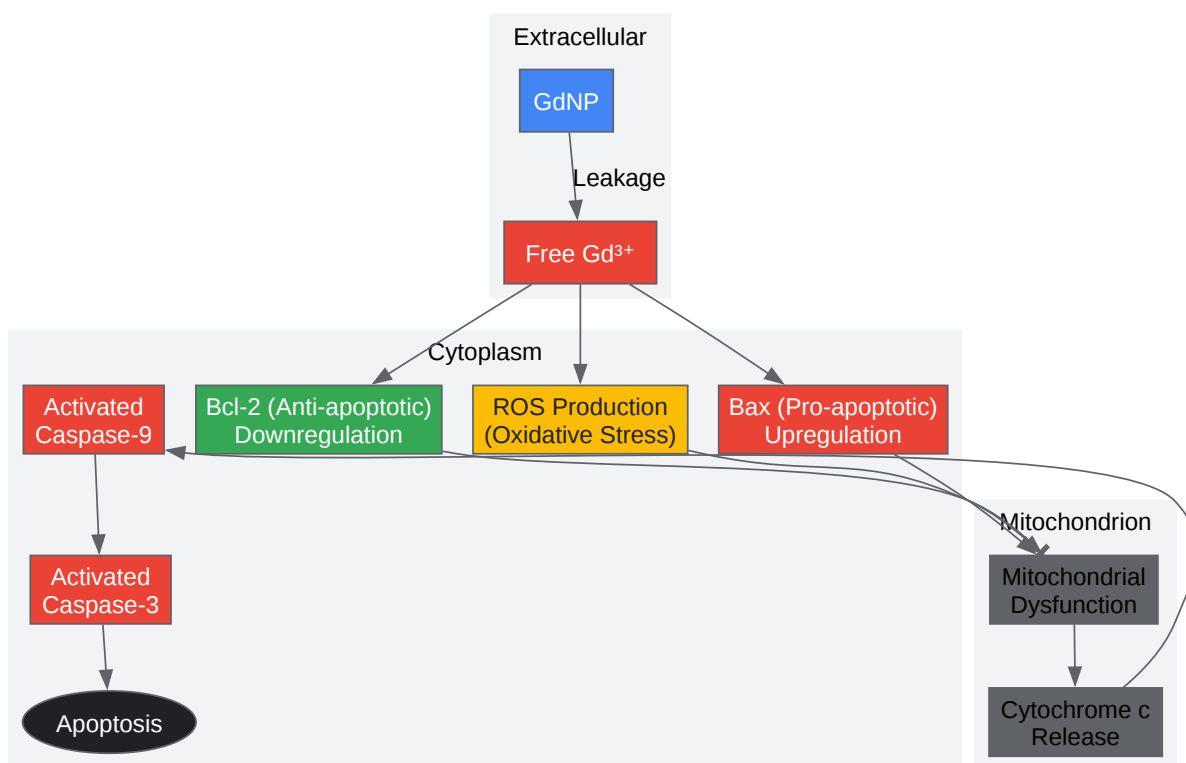 Extracellular
GdNP
Leakage
Free Gd³⁺
Cytoplasm
Activated
Caspase-9
Bcl-2 (Anti-apoptotic)
Downregulation
ROS Production
(Oxidative Stress)
Bax (Pro-apoptotic)
Upregulation
Mitochondrion
Activated
Caspase-3
Mitochondrial
Dysfunction
Apoptosis
Cytochrome c
Release